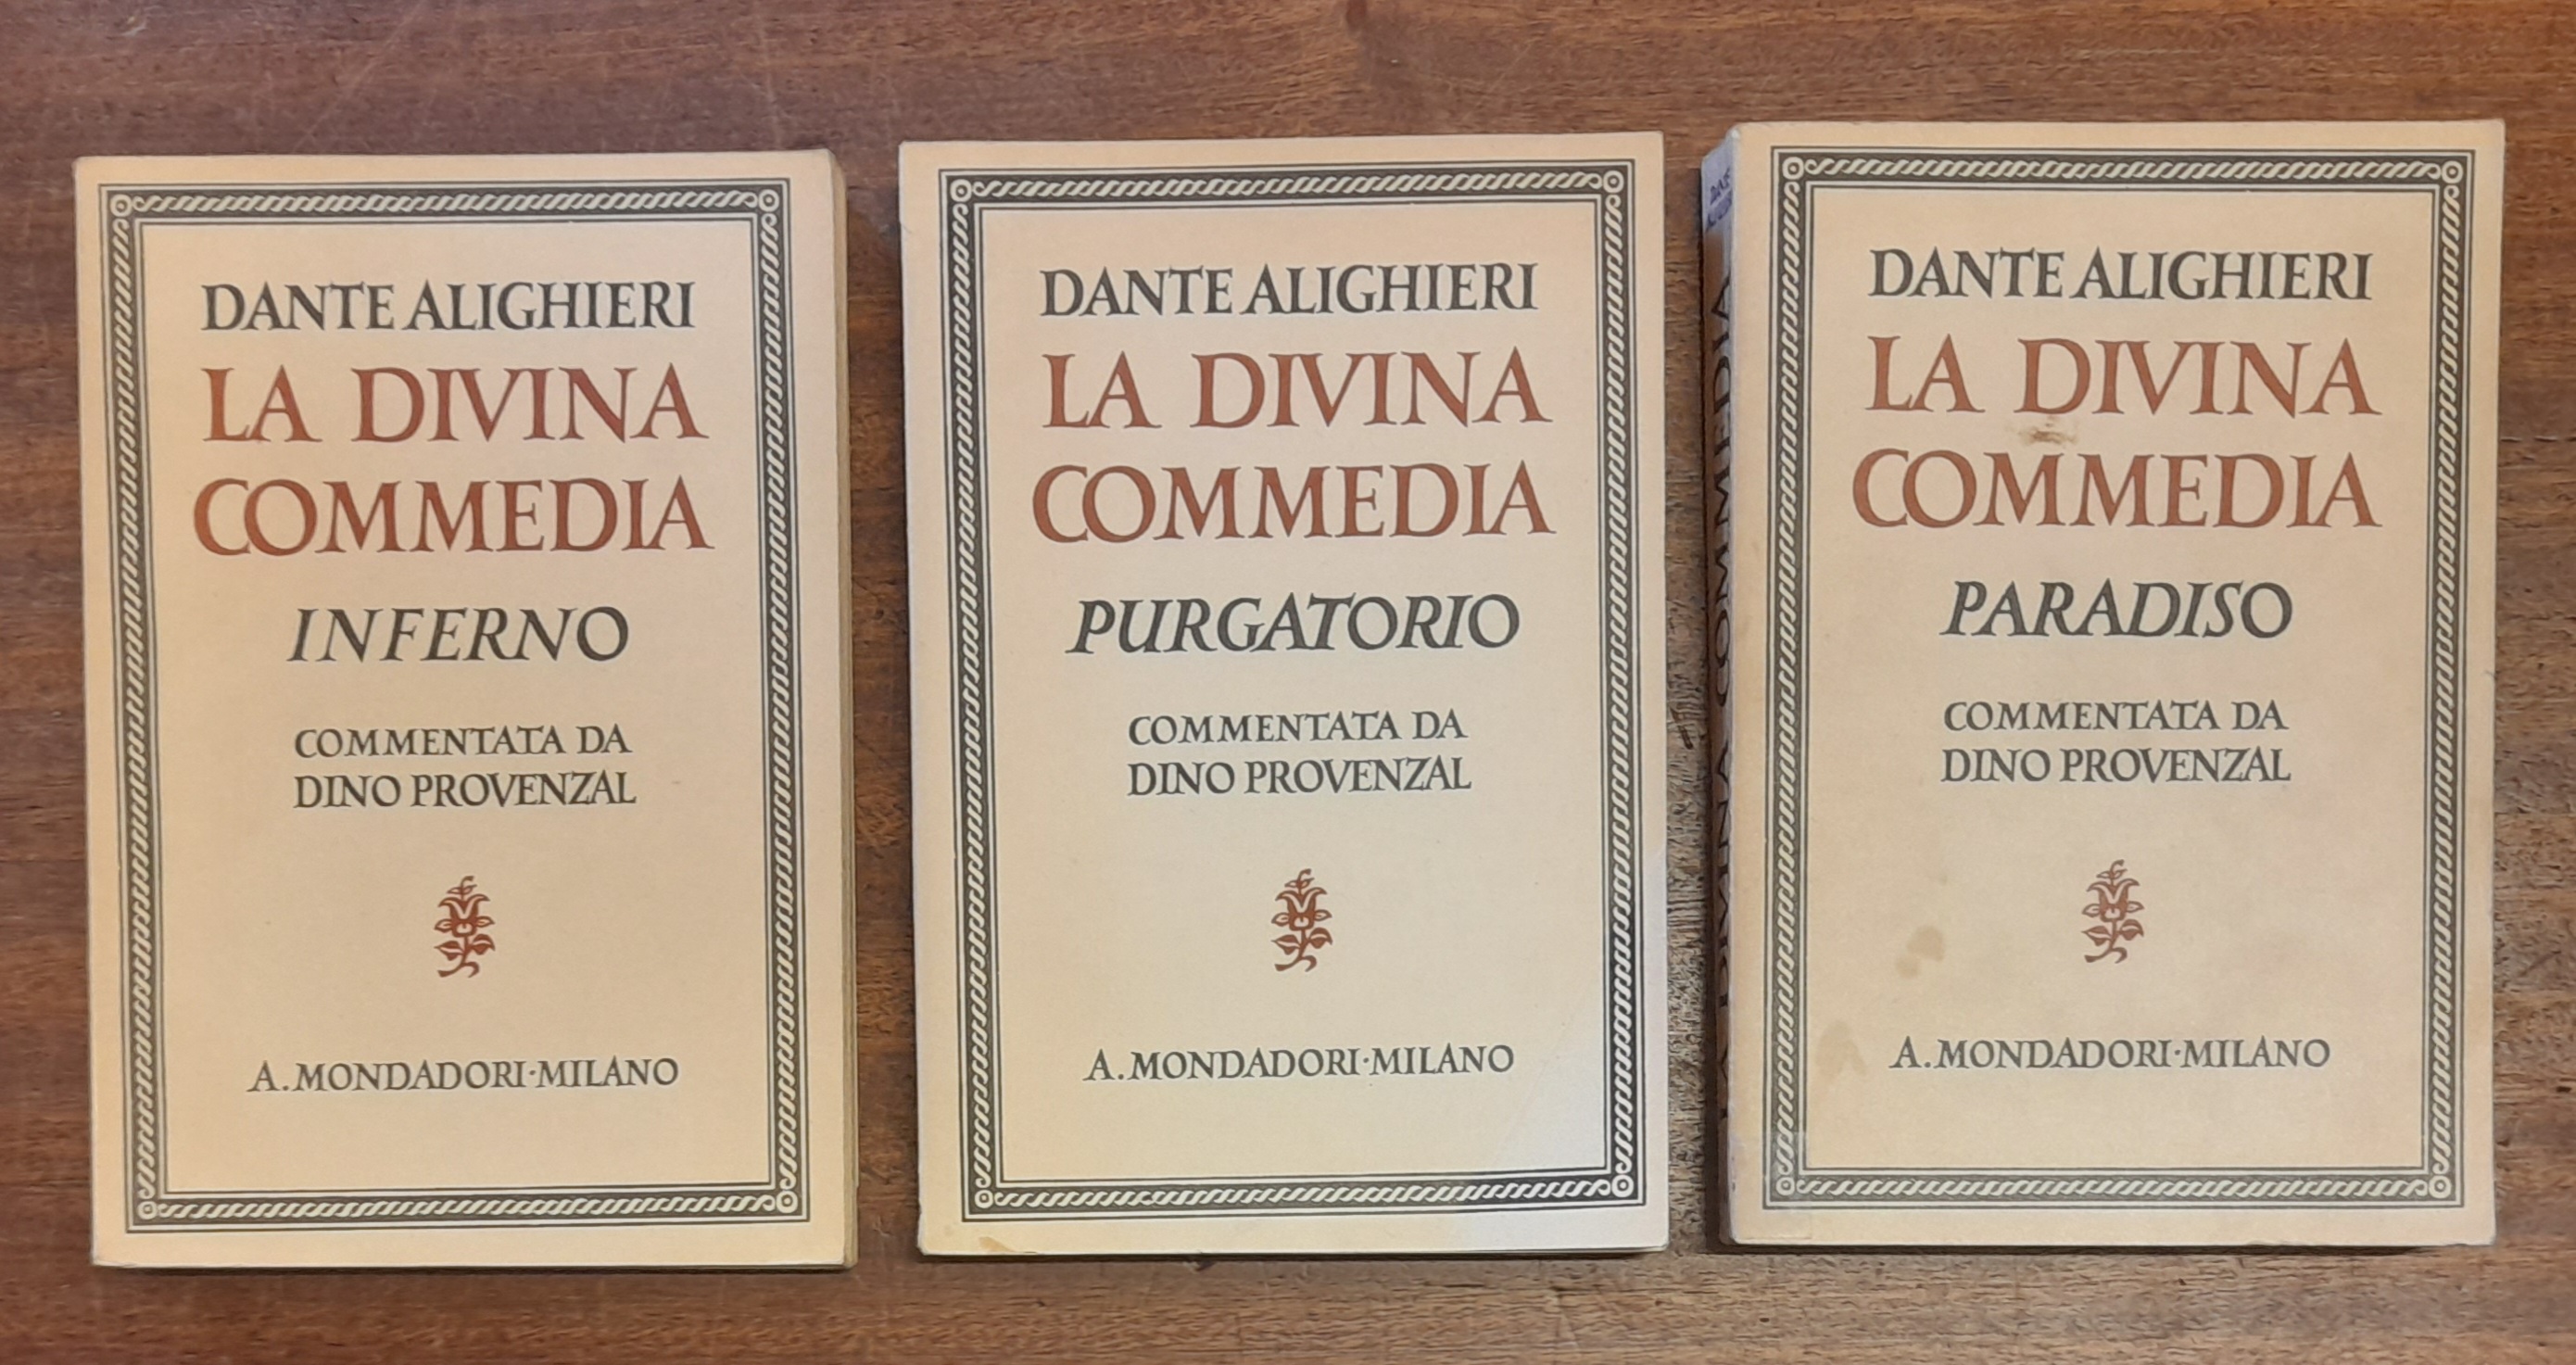 DANTE ALIGHIERI
LA DIVINA
COMMEDIA
INFERNO
COMMENTATA DA
DINO PROVENZAL
A. MONDADORI·MILANO
DANTE ALIGHIERI
LA DIVINA
COMMEDIA
PURGATORIO
COMMENTATA DA
DINO PROVENZAL
A. MONDADORI·MILANO
DANTE
LA DIVINA COMMEDIA
DANTE ALIGHIERI
LA DIVINA
COMMEDIA
PARADISO
COMMENTATA DA
DINO PROVENZAL
A. MONDADORI·MILANO